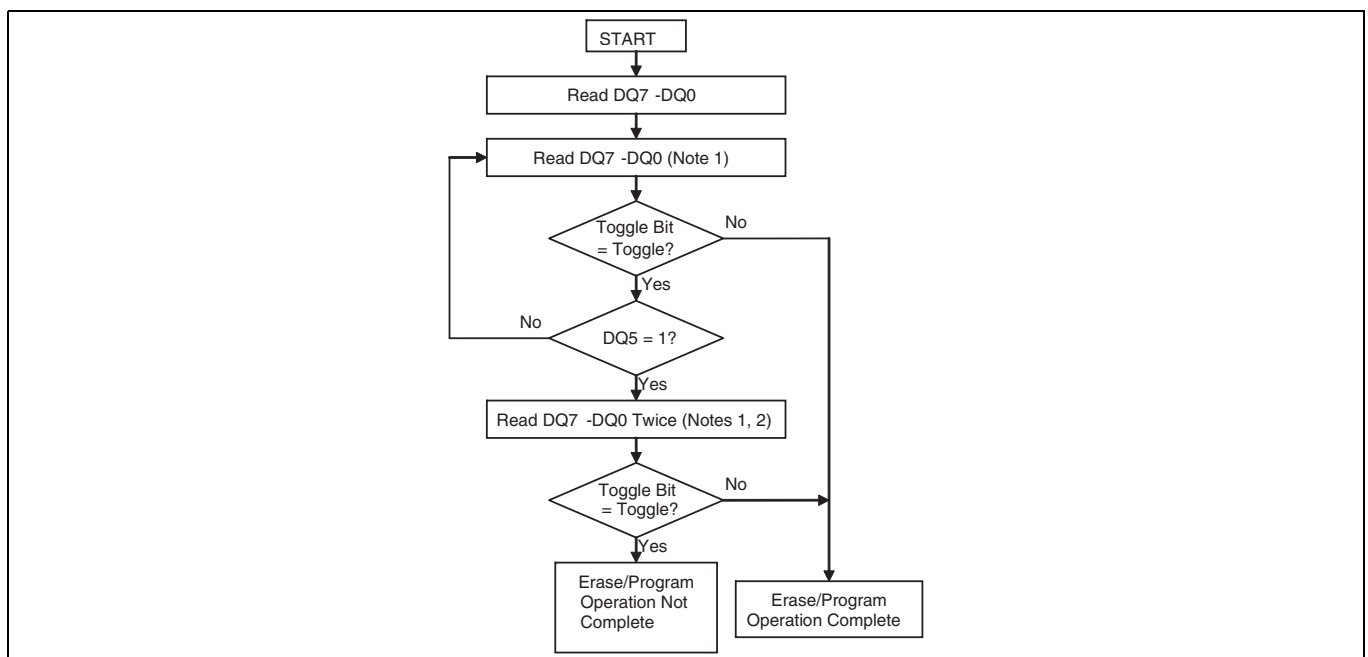 START
Read DQ7 -DQ0
Read DQ7 -DQ0 (Note 1)
Toggle Bit
= Toggle?
No
Yes
No
DQ5 = 1?
Yes
Read DQ7 -DQ0 Twice (Notes 1, 2)
Toggle Bit
= Toggle?
No
Yes
Erase/Program
Operation Not
Complete
Erase/Program
Operation Complete